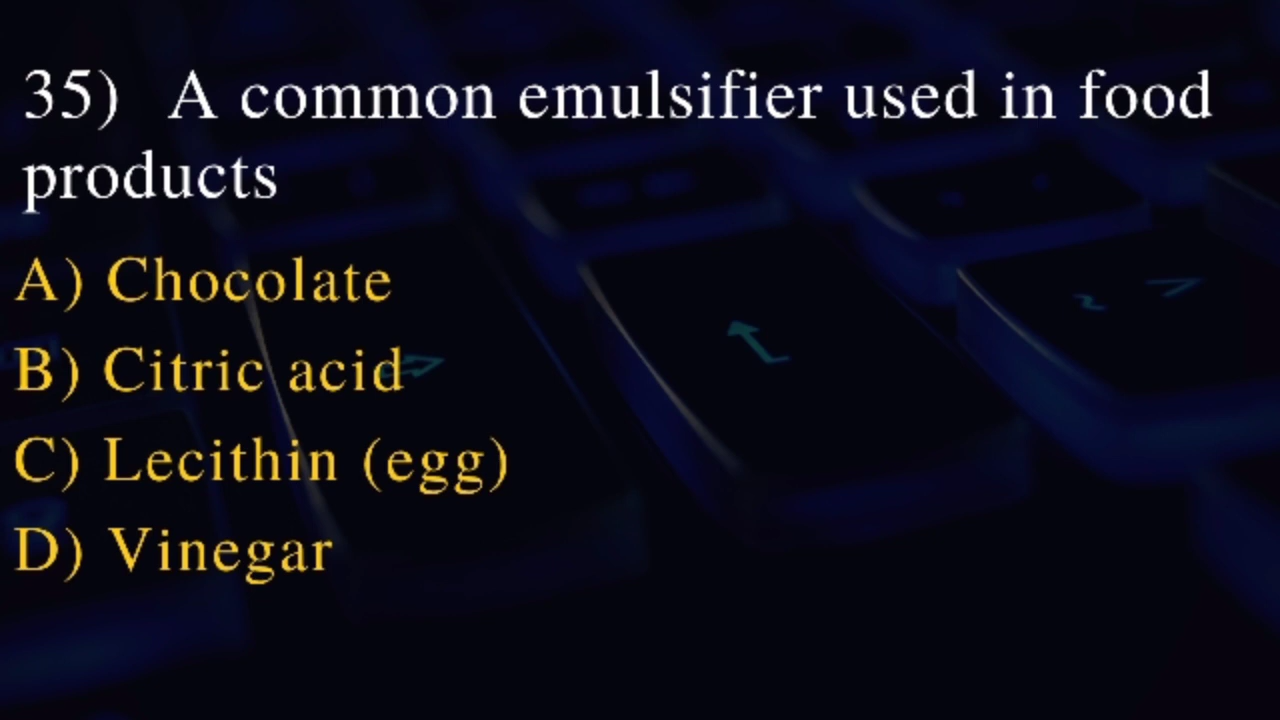 35) A common emulsifier used in food
products
A) Chocolate
B) Citric acid
C) Lecithin (egg)
D) Vinegar